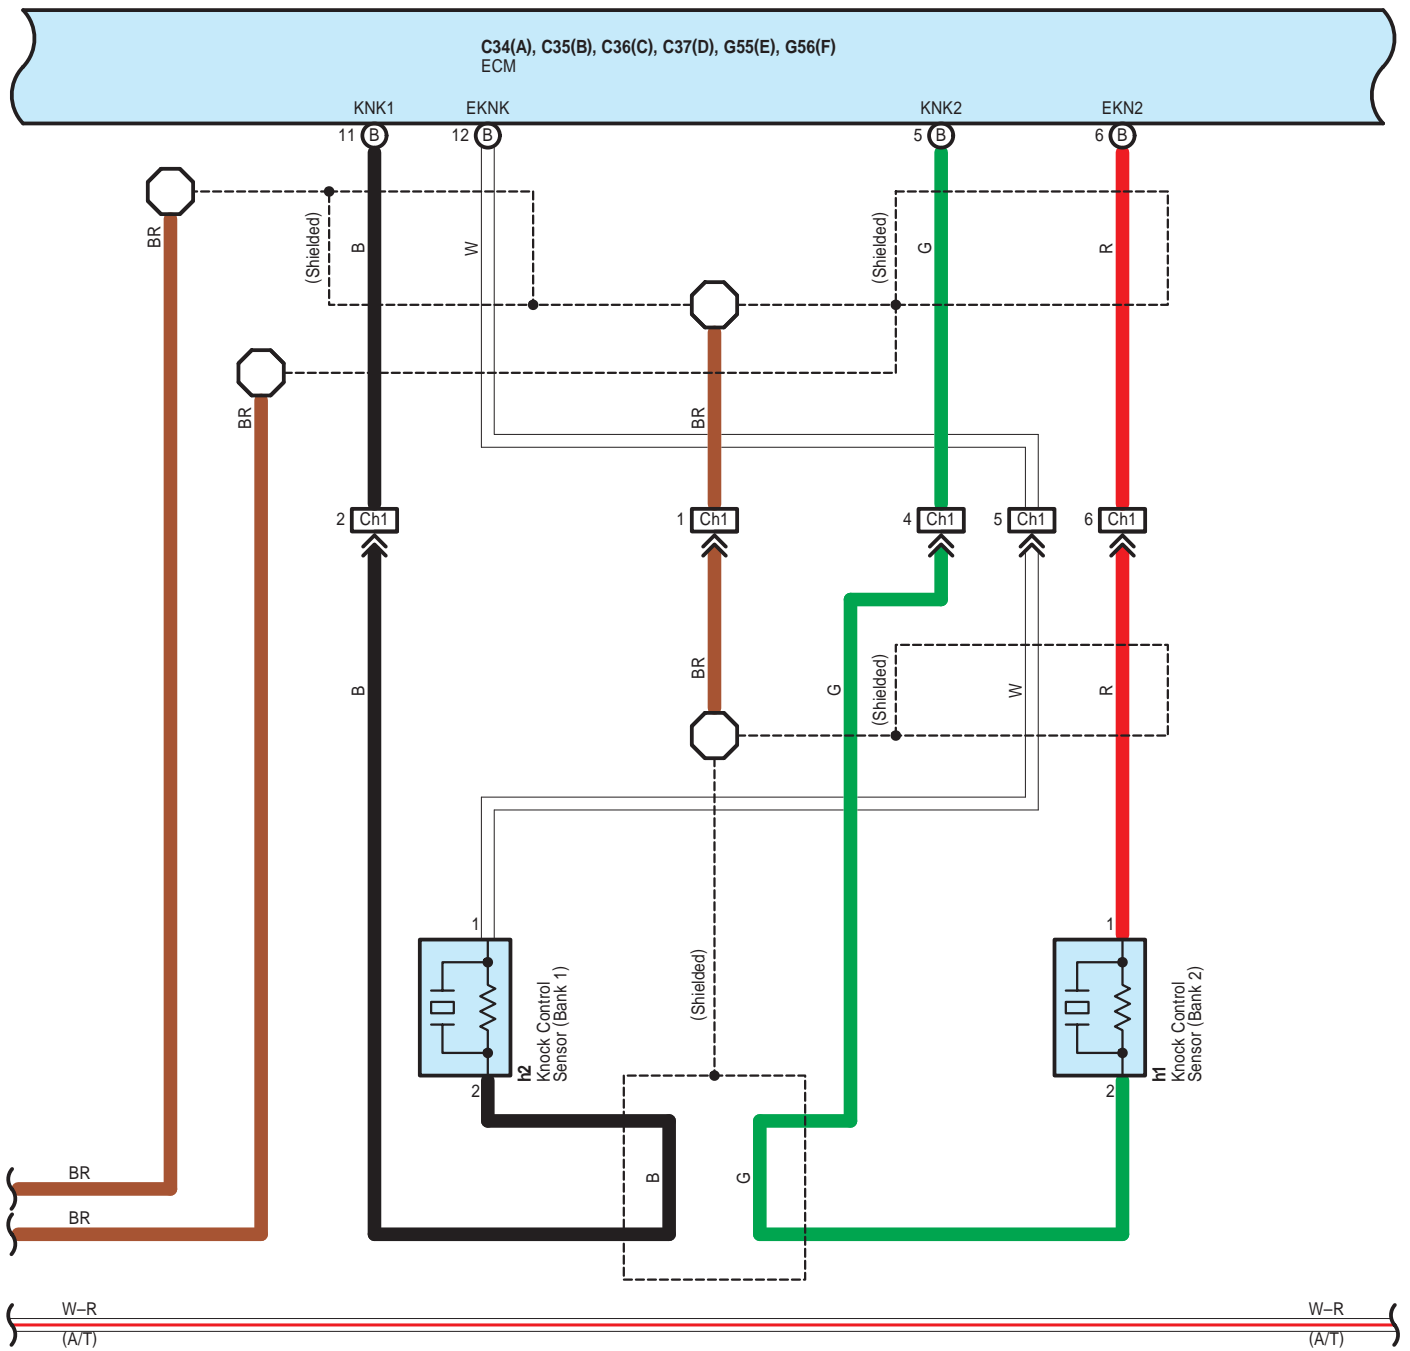 C34(A), C35(B), C36(C), C37(D), G55(E), G56(F)
ECM
KNK1
EKNK
KNK2
EKN2
11 B
12 B
5 B
6 B
BR
(Shielded)
B
W
(Shielded)
G
R
BR
BR
2 Ch1
1 Ch1
4 Ch1
5 Ch1
6 Ch1
B
BR
G
(Shielded)
W
R
1
1
h2
Knock Control
Sensor (Bank 1)
(Shielded)
h1
Knock Control
Sensor (Bank 2)
2
2
B
G
BR
BR
W–R
(A/T)
W–R
(A/T)